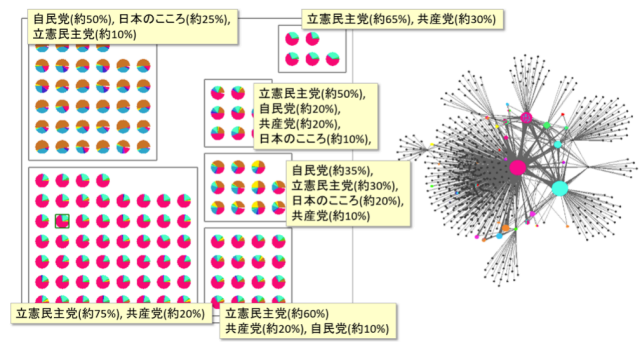 自民党(約50%), 日本のこころ(約25%),
立憲民主党(約10%)
立憲民主党(約65%), 共産党(約30%)
立憲民主党(約50%),
自民党(約20%),
共産党(約20%),
日本のこころ(約10%),
自民党(約35%),
立憲民主党(約30%),
日本のこころ(約20%),
共産党(約10%)
立憲民主党(約75%), 共産党(約20%)
立憲民主党(約60%)
共産党(約20%), 自民党(約10%)